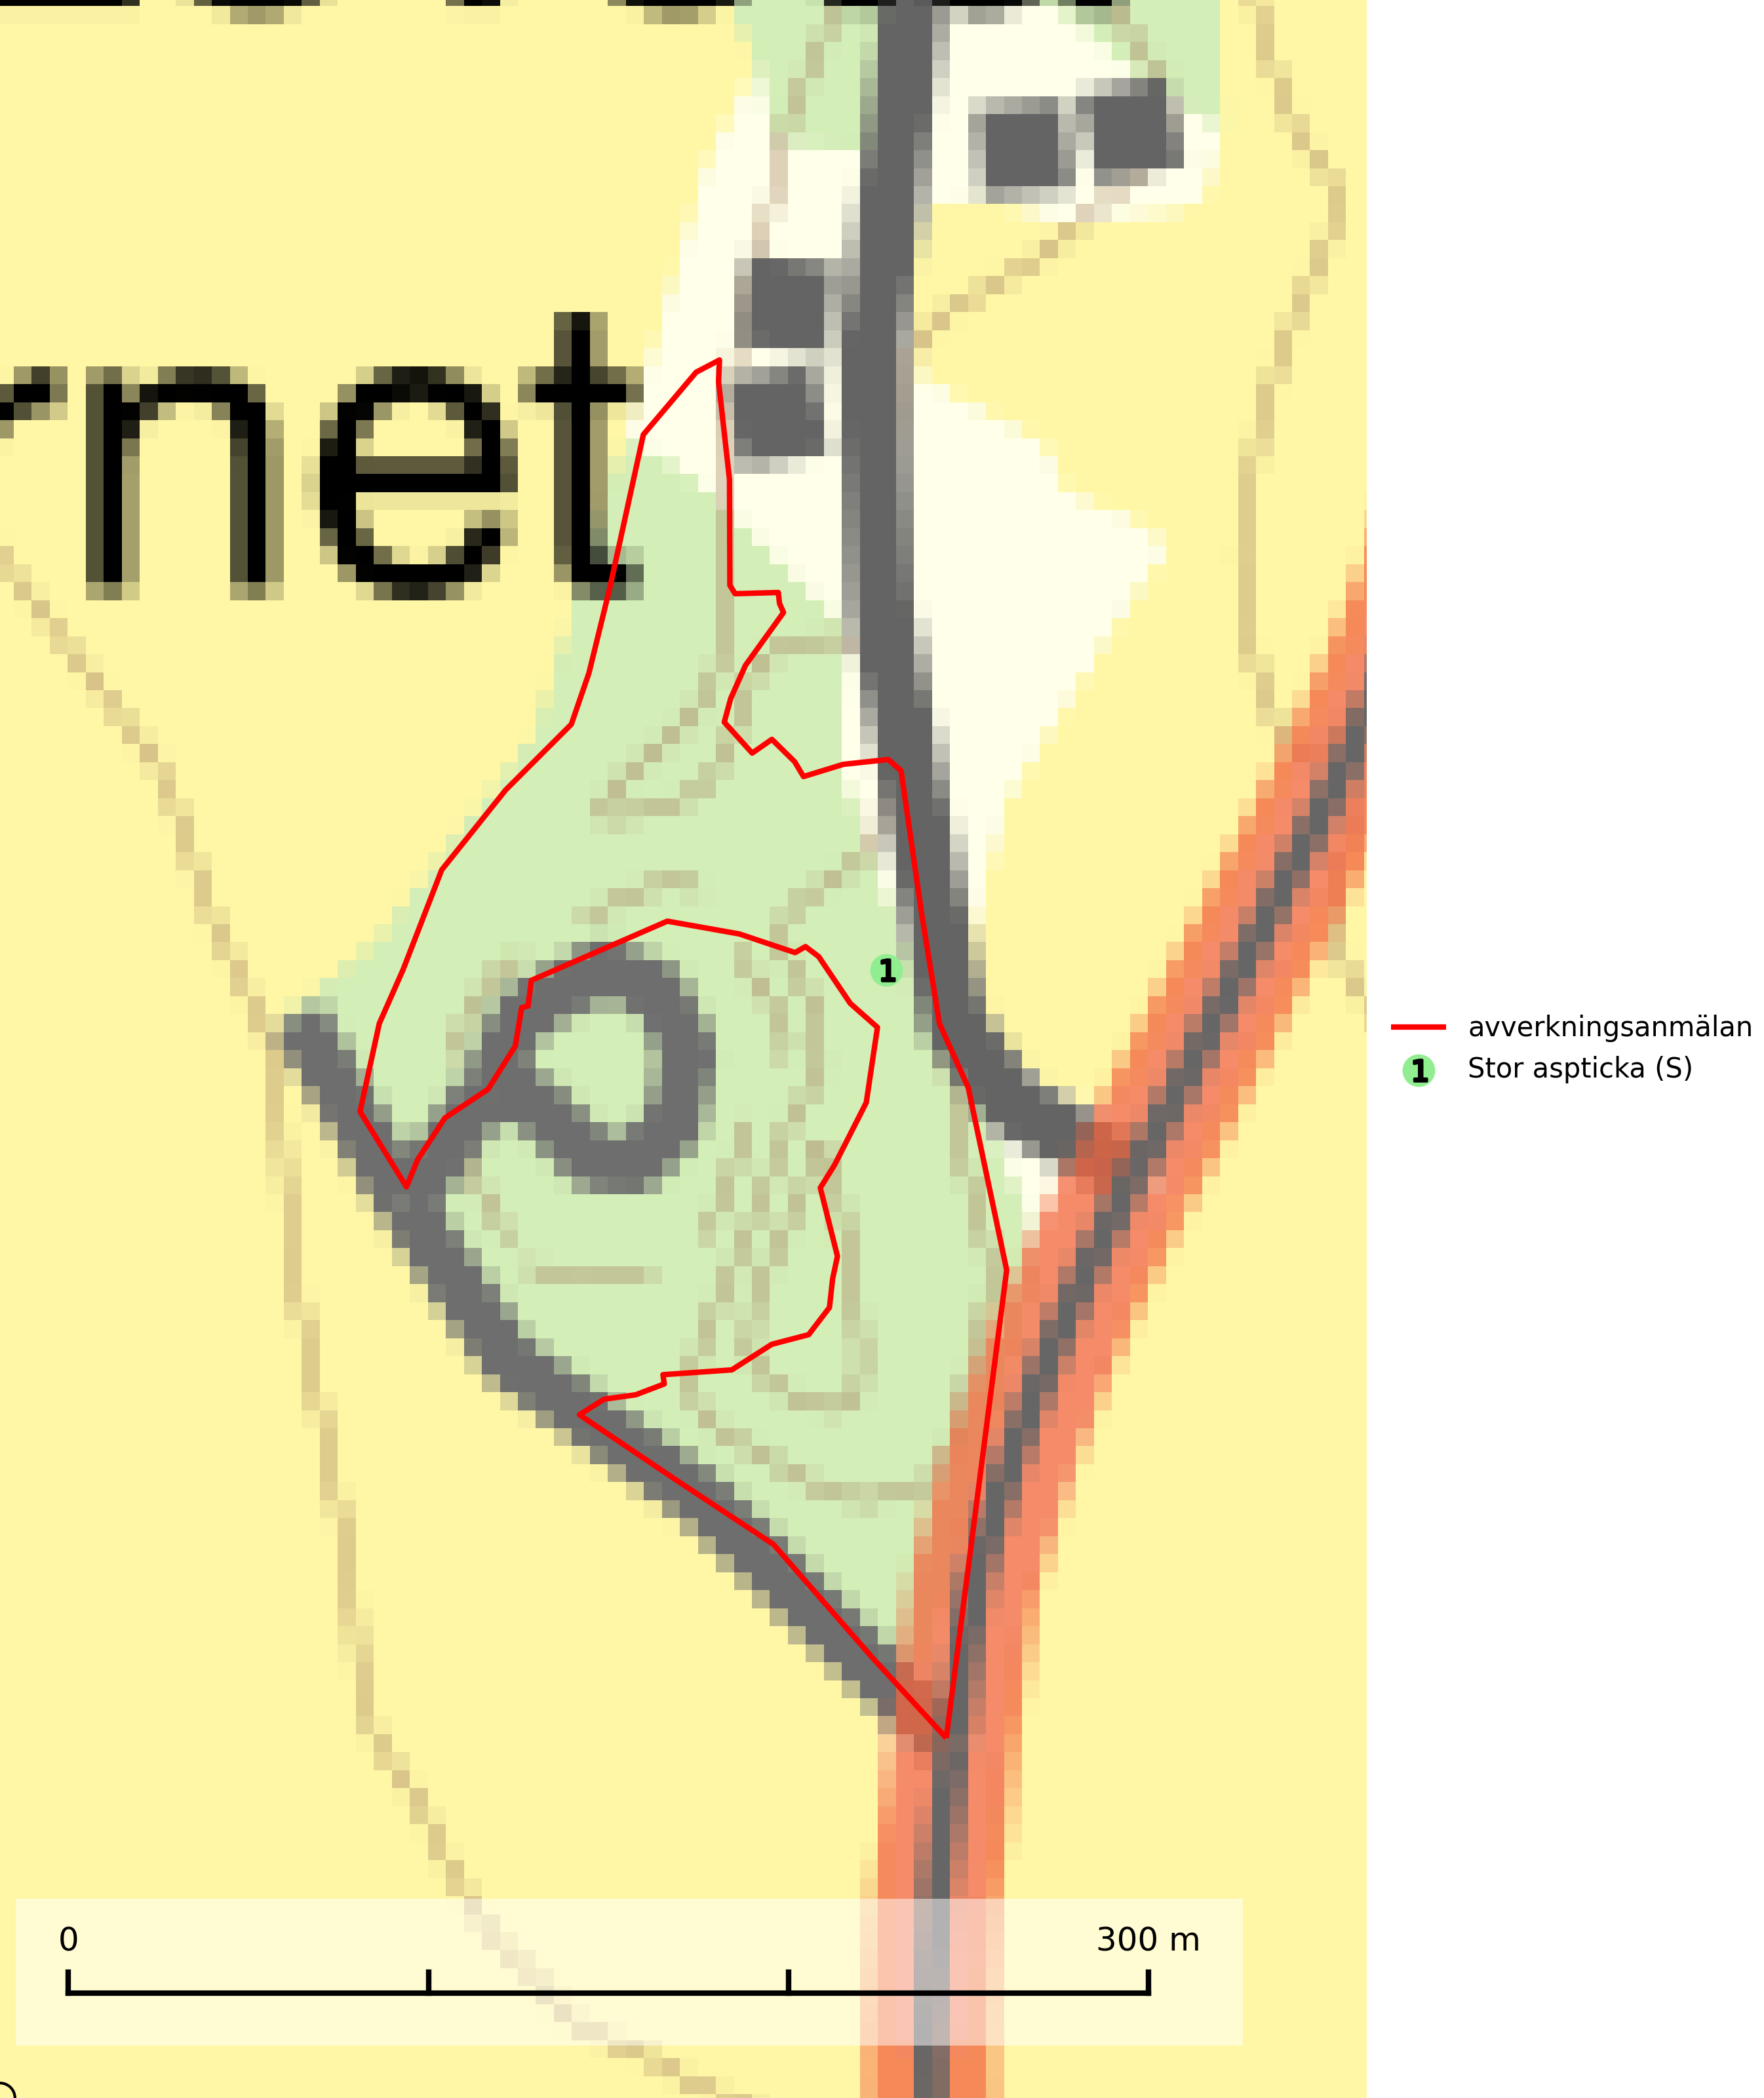 rnet
1
avverkningsanmälan
1 Stor aspticka (S)
0 300 m